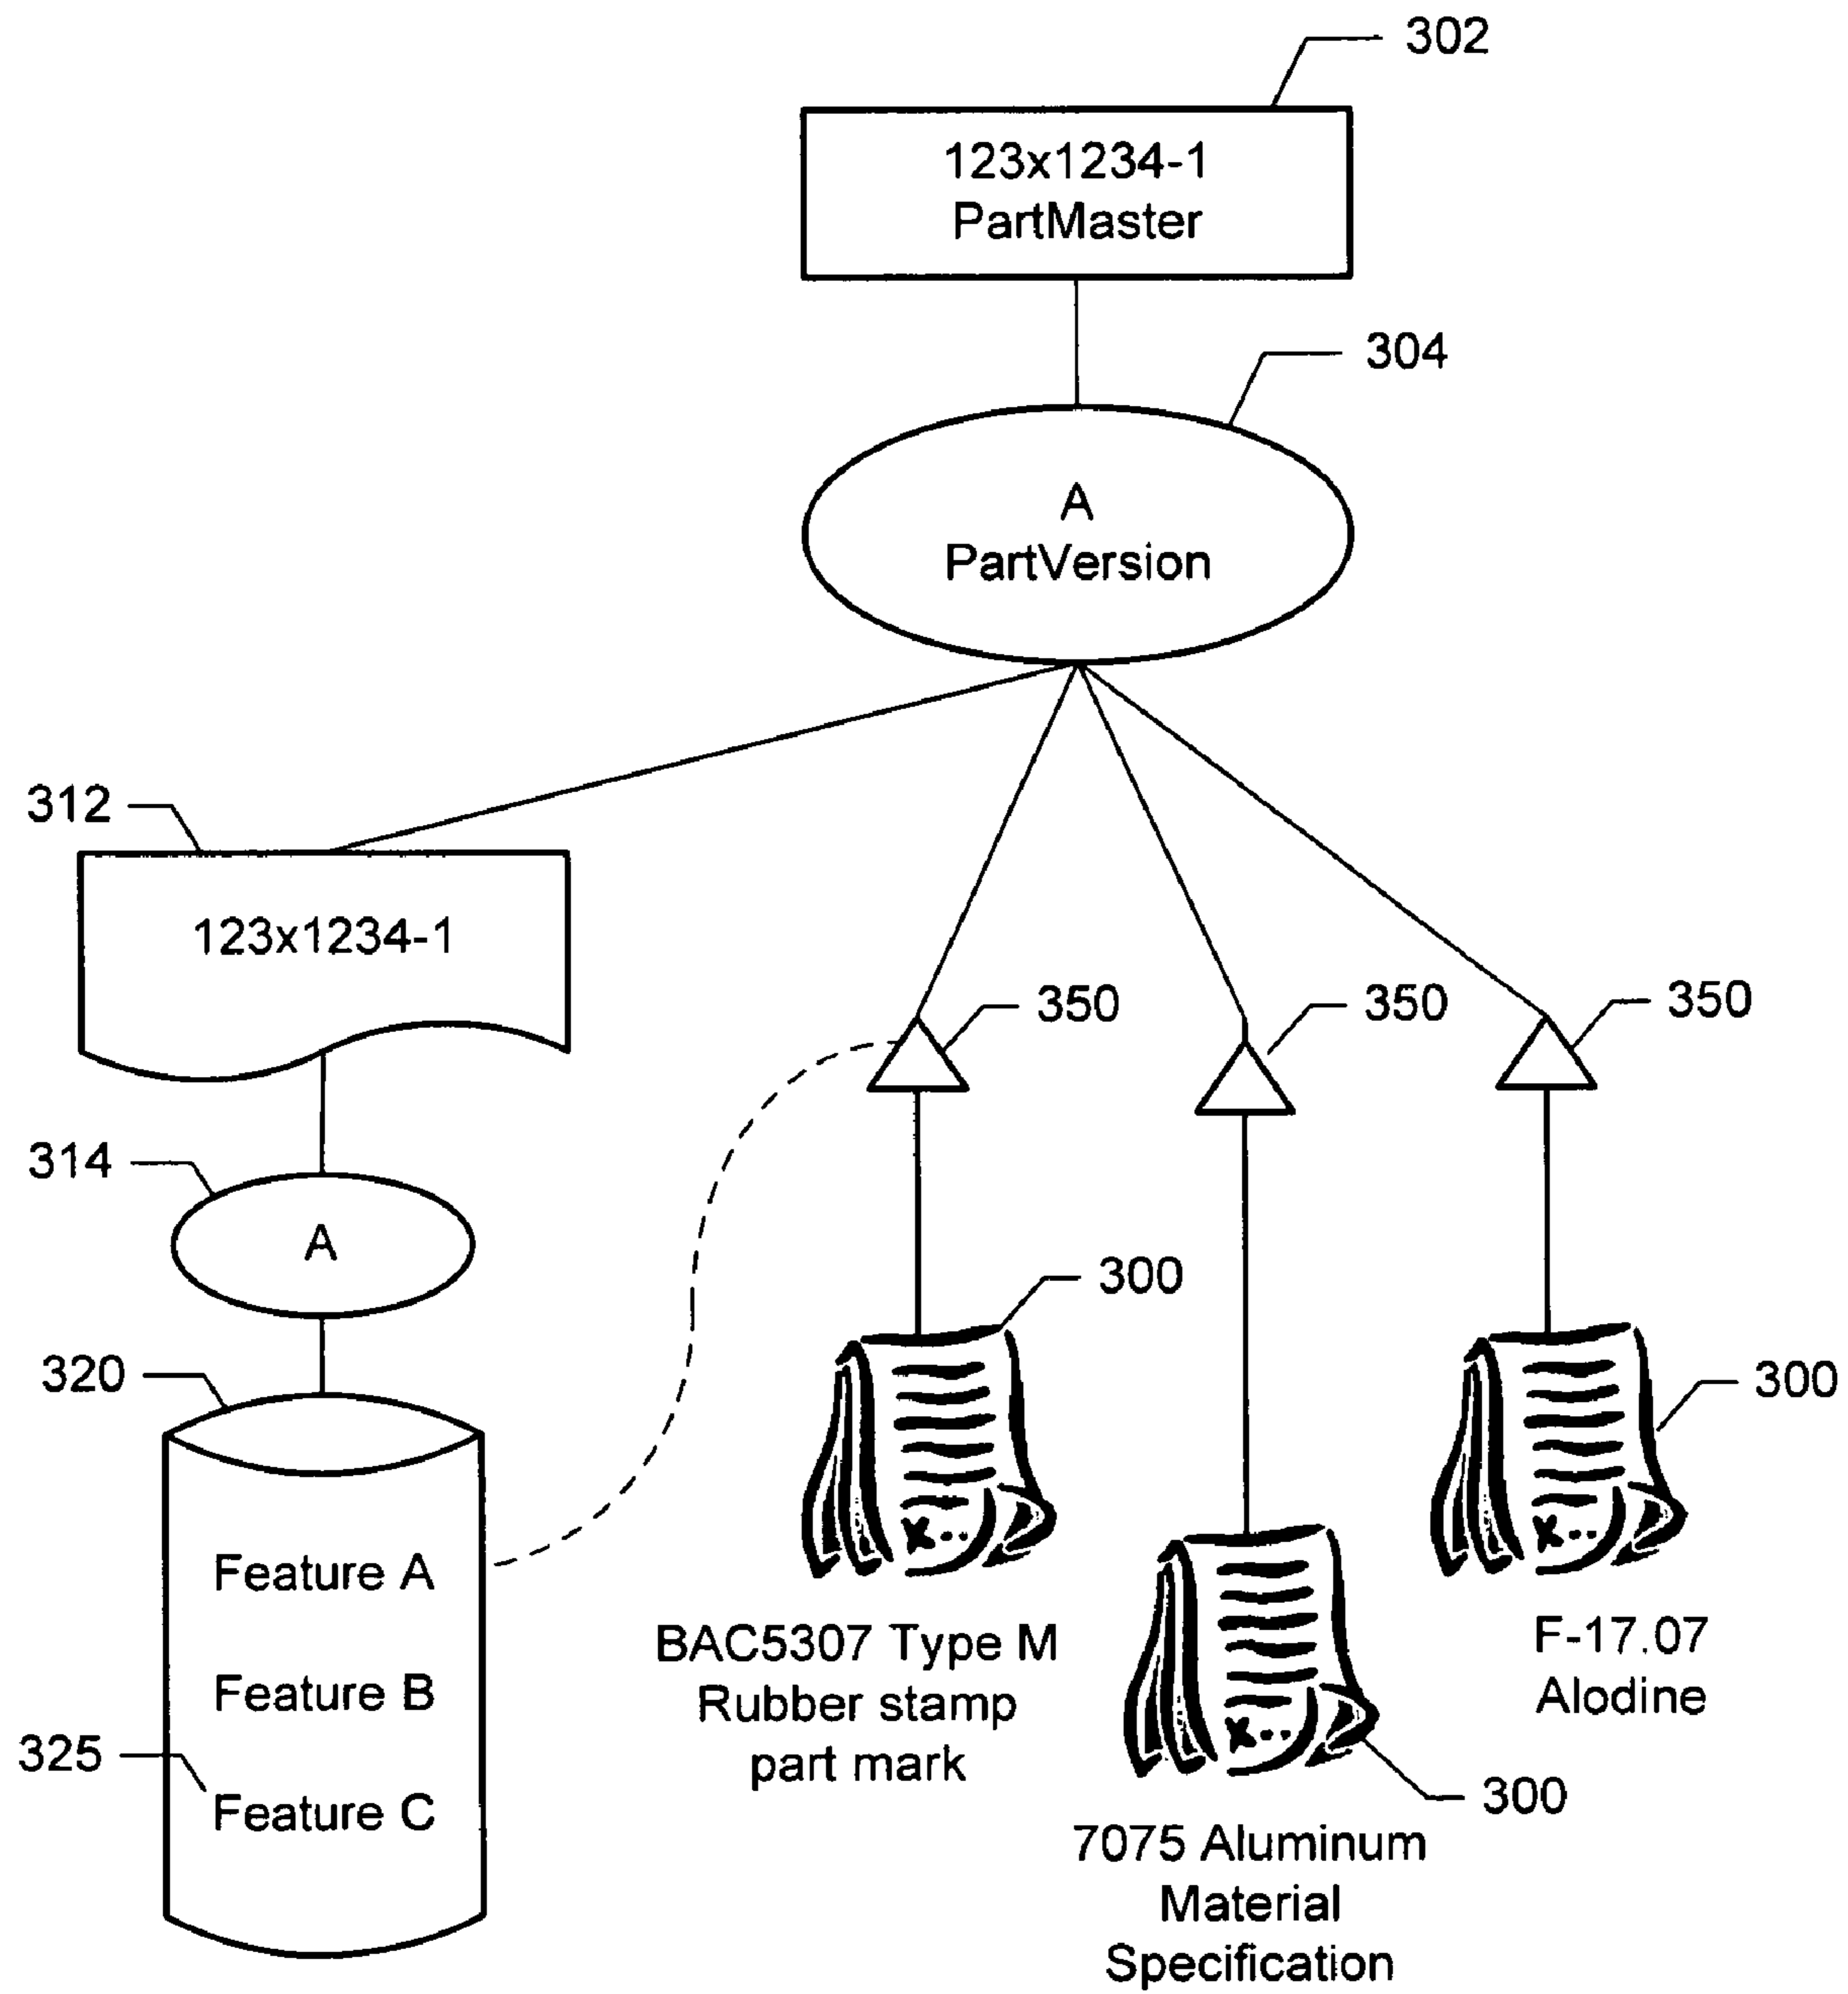 302
123x1234-1
PartMaster
304
A
PartVersion
312
123x1234-1
350
350
350
314
A
300
320
300
Feature A
BAC5307 Type M
Rubber stamp
part mark
F-17.07
Alodine
Feature B
325
Feature C
300
7075 Aluminum
Material
Specification